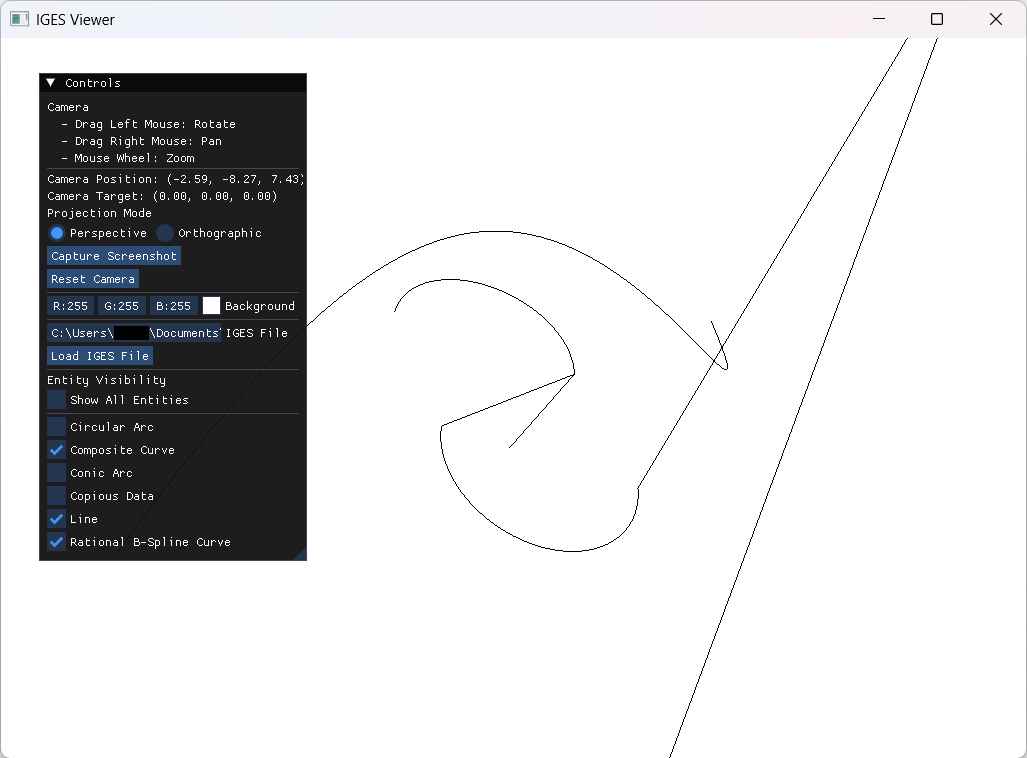 IGES Viewer
Controls
Camera
- Drag Left Mouse: Rotate
- Drag Right Mouse: Pan
- Mouse Wheel: Zoom
Camera Position: (-2.59, -8.27, 7.43)
Camera Target: (0.00, 0.00, 0.00)
Projection Mode
Perspective Orthographic
Capture Screenshot
Reset Camera
R:255 G:255 B:255 Background
C:\Users\ \Documents IGES File
Load IGES File
Entity Visibility
Show All Entities
Circular Arc
Composite Curve
Conic Arc
Copious Data
Line
Rational B-Spline Curve